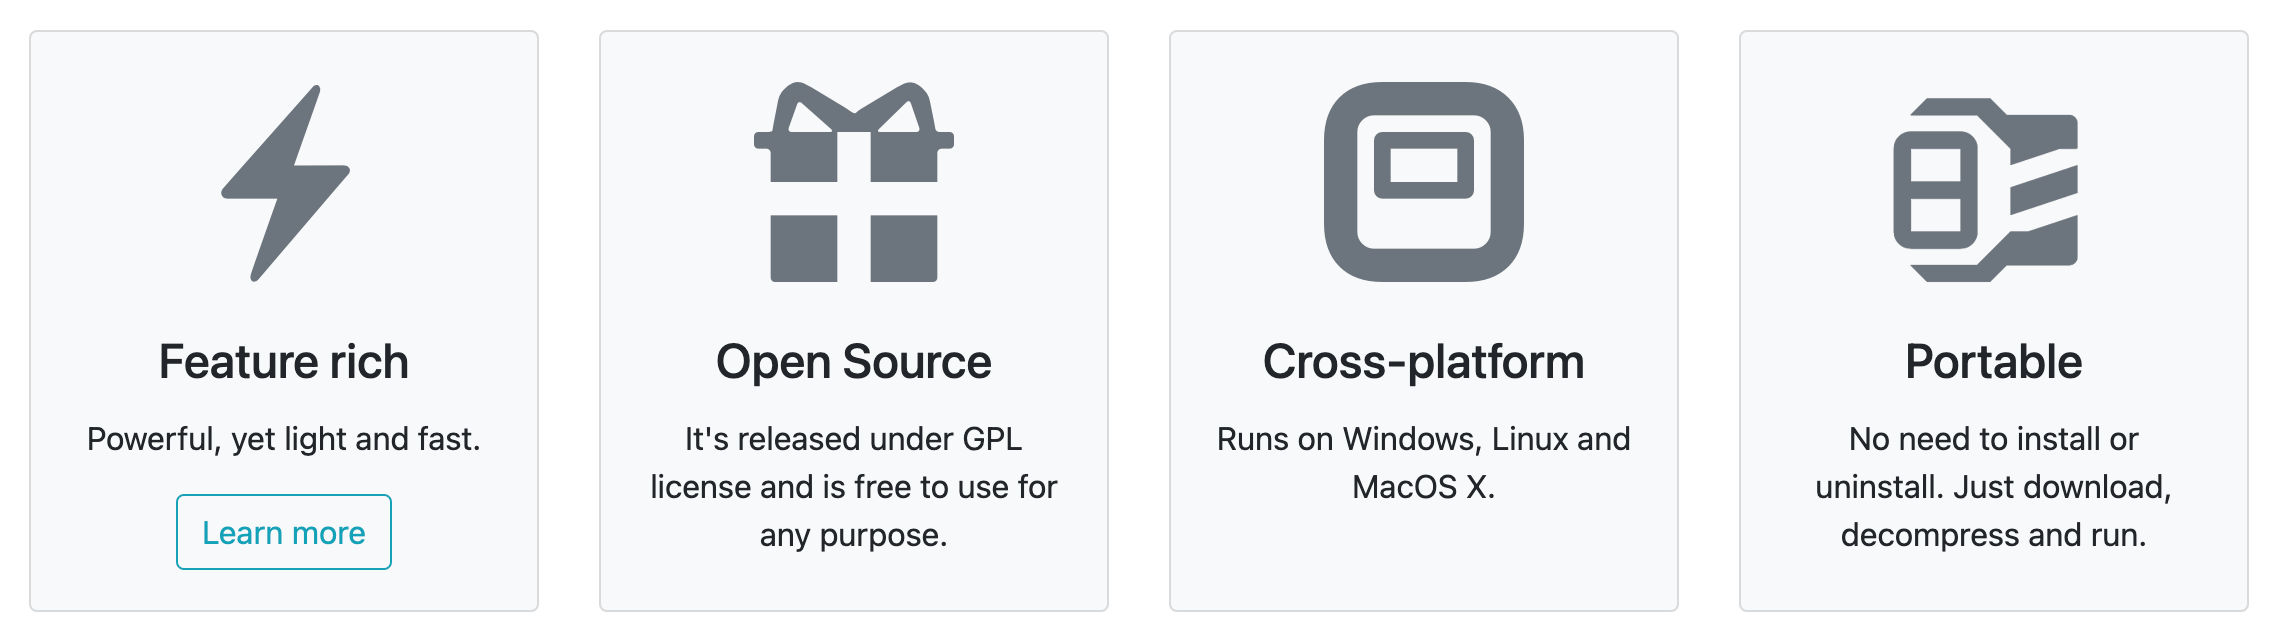 Feature rich
Powerful, yet light and fast.
Learn more
Open Source
It's released under GPL
license and is free to use for
any purpose.
Cross-platform
Runs on Windows, Linux and
MacOS X.
Portable
No need to install or
uninstall. Just download,
decompress and run.